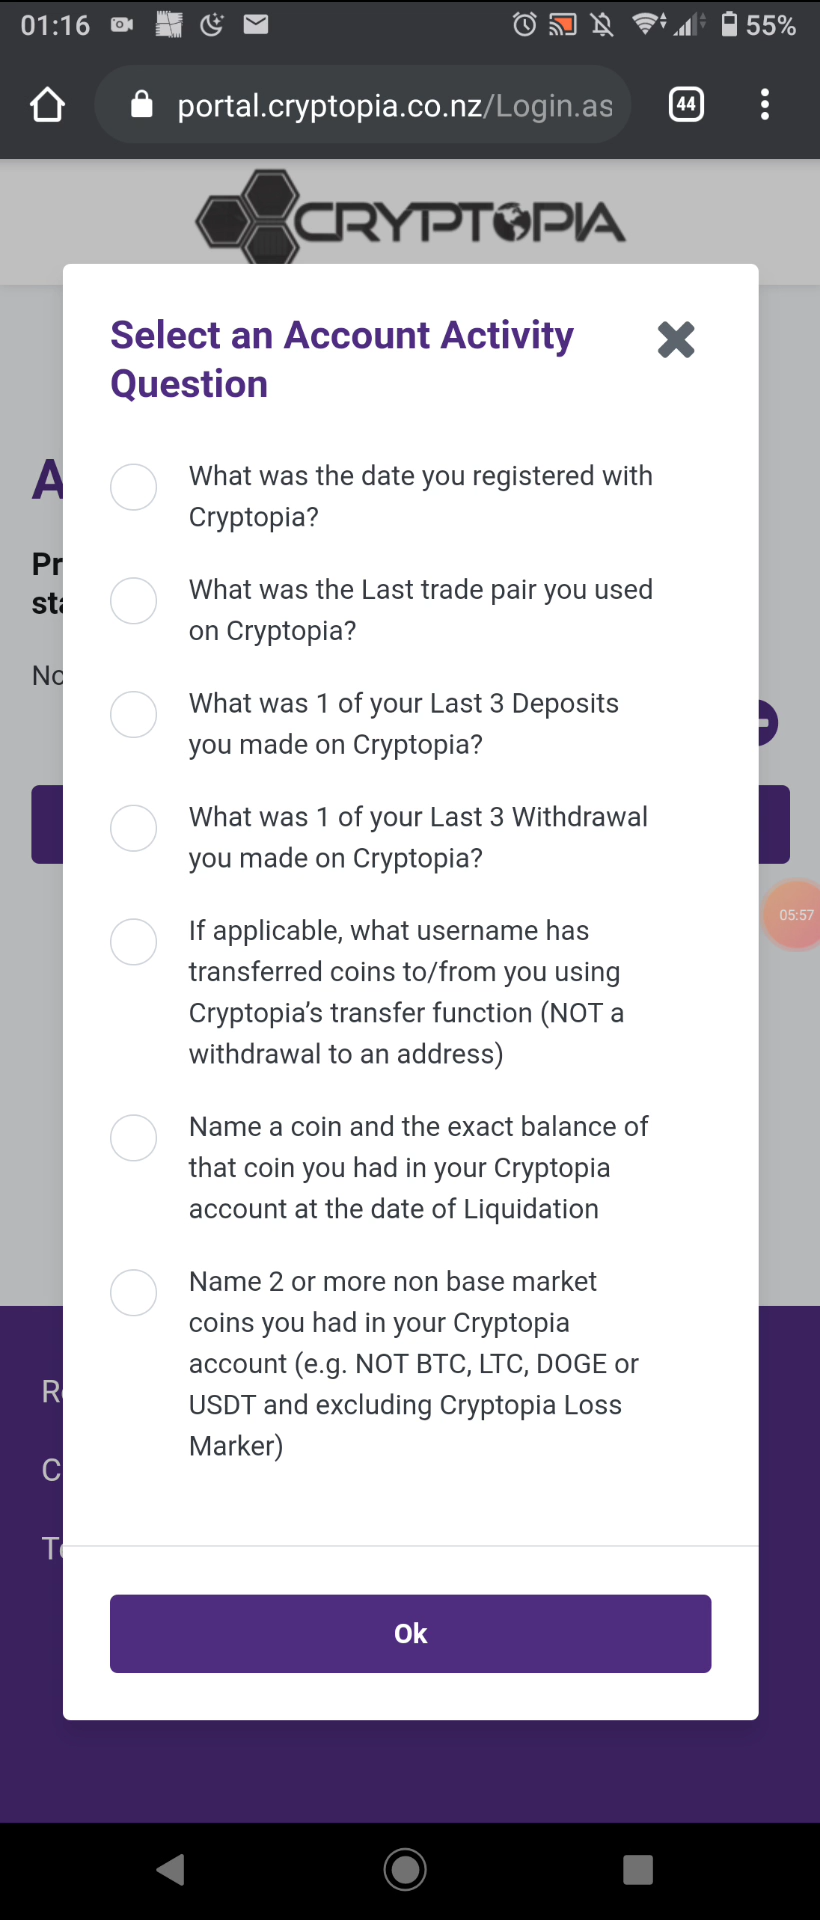 01:16
55%
portal.cryptopia.co.nz/Login.as
44
CRYPTOPIA
Select an Account Activity
Question
What was the date you registered with
Cryptopia?
What was the Last trade pair you used
on Cryptopia?
What was 1 of your Last 3 Deposits
you made on Cryptopia?
What was 1 of your Last 3 Withdrawal
you made on Cryptopia?
If applicable, what username has
transferred coins to/from you using
Cryptopia’s transfer function (NOT a
withdrawal to an address)
Name a coin and the exact balance of
that coin you had in your Cryptopia
account at the date of Liquidation
Name 2 or more non base market
coins you had in your Cryptopia
account (e.g. NOT BTC, LTC, DOGE or
USDT and excluding Cryptopia Loss
Marker)
Ok
05:57